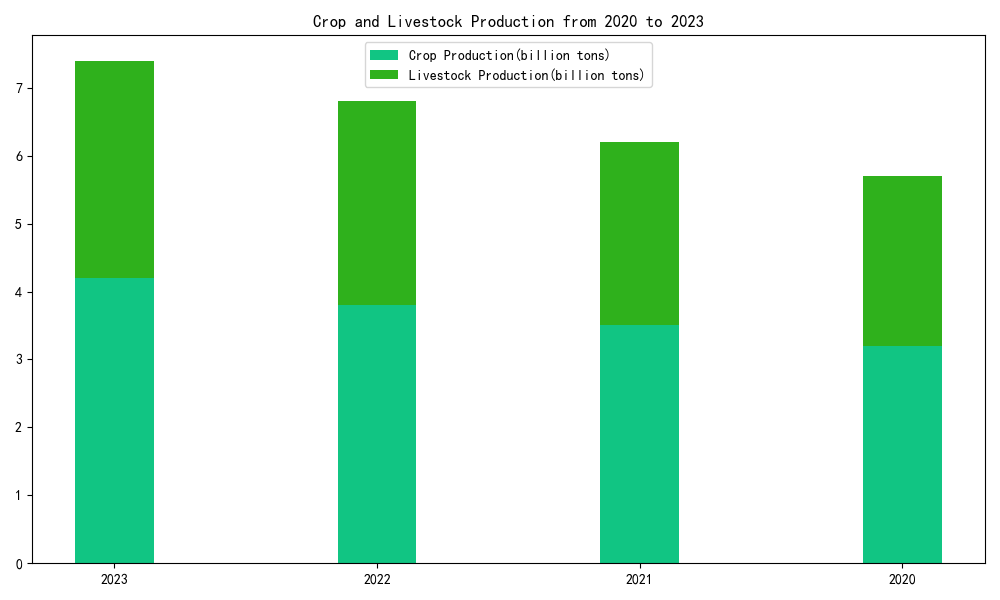 Crop and Livestock Production from 2020 to 2023
Crop Production(billion tons)
Livestock Production(billion tons)
7
6
5
4
3
2
1
0
2023 2022 2021 2020